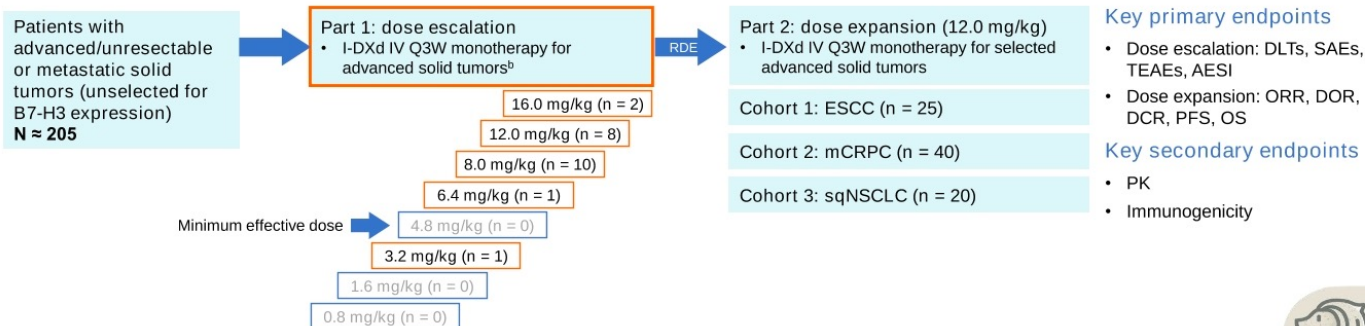 Patients with
advanced/unresectable
or metastatic solid
tumors (unselected for
B7-H3 expression)
N ≈ 205
Part 1: dose escalation
• I-DXd IV Q3W monotherapy for
advanced solid tumorsᵇ
RDE
Part 2: dose expansion (12.0 mg/kg)
• I-DXd IV Q3W monotherapy for selected
advanced solid tumors
Cohort 1: ESCC (n = 25)
Cohort 2: mCRPC (n = 40)
Cohort 3: sqNSCLC (n = 20)
16.0 mg/kg (n = 2)
12.0 mg/kg (n = 8)
8.0 mg/kg (n = 10)
6.4 mg/kg (n = 1)
Minimum effective dose
4.8 mg/kg (n = 0)
3.2 mg/kg (n = 1)
1.6 mg/kg (n = 0)
0.8 mg/kg (n = 0)
Key primary endpoints
• Dose escalation: DLTs, SAEs,
TEAEs, AESI
• Dose expansion: ORR, DOR,
DCR, PFS, OS
Key secondary endpoints
• PK
• Immunogenicity